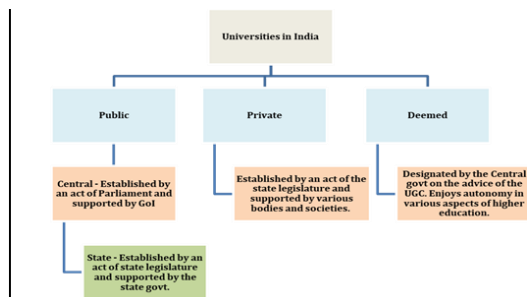 Universities in India
Public
Private
Deemed
Central - Established by
an act of Parliament and
supported by GoI
Established by an act of the
state legislature and
supported by various
bodies and societies.
Designated by the Central
govt on the advice of the
UGC. Enjoys autonomy in
various aspects of higher
education.
State - Established by an
act of state legislature
and supported by the
state govt.